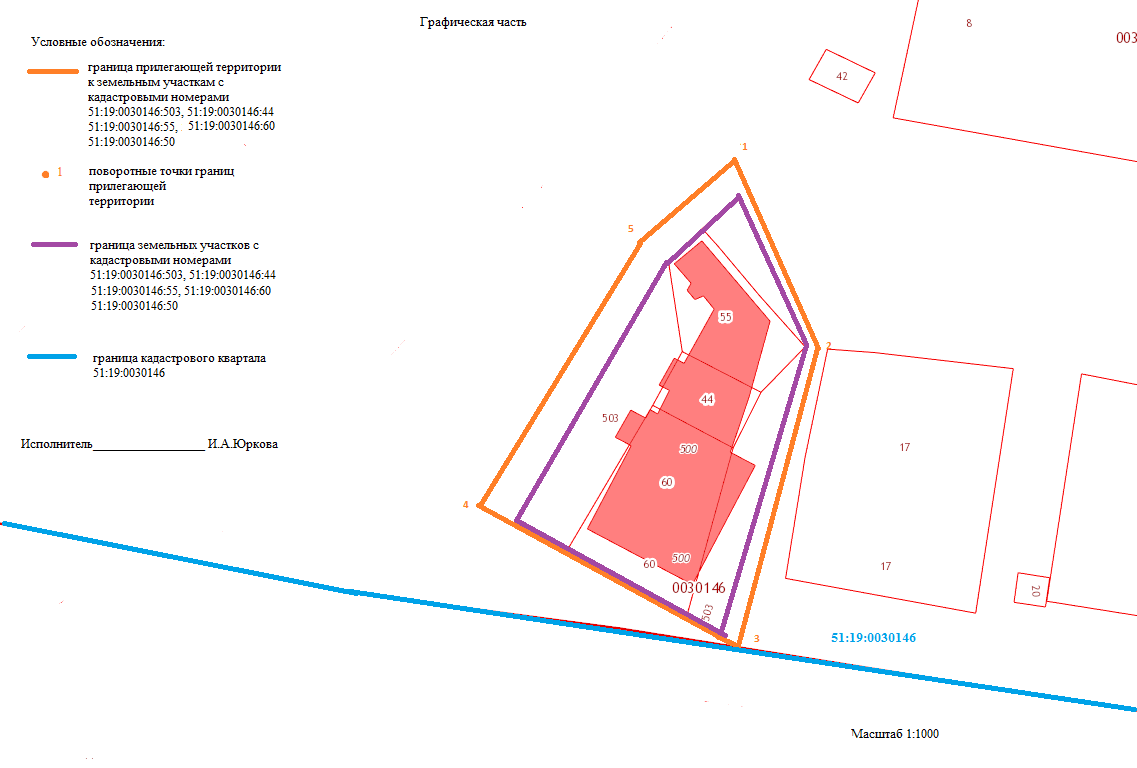 Графическая часть
Условные обозначения:
граница прилегающей территории
к земельным участкам с
кадастровыми номерами
51:19:0030146:503, 51:19:0030146:44
51:19:0030146:55, 51:19:0030146:60
51:19:0030146:50
1 поворотные точки границ
прилегающей
территории
граница земельных участков с
кадастровыми номерами
51:19:0030146:503, 51:19:0030146:44
51:19:0030146:55, 51:19:0030146:60
51:19:0030146:50
граница кадастрового квартала
51:19:0030146
Исполнитель__________________ И.А.Юркова
8
003
42
1
5
55
2
44
503
500
17
60
4
500
60
17
0030146
20
503
3
51:19:0030146
Масштаб 1:1000